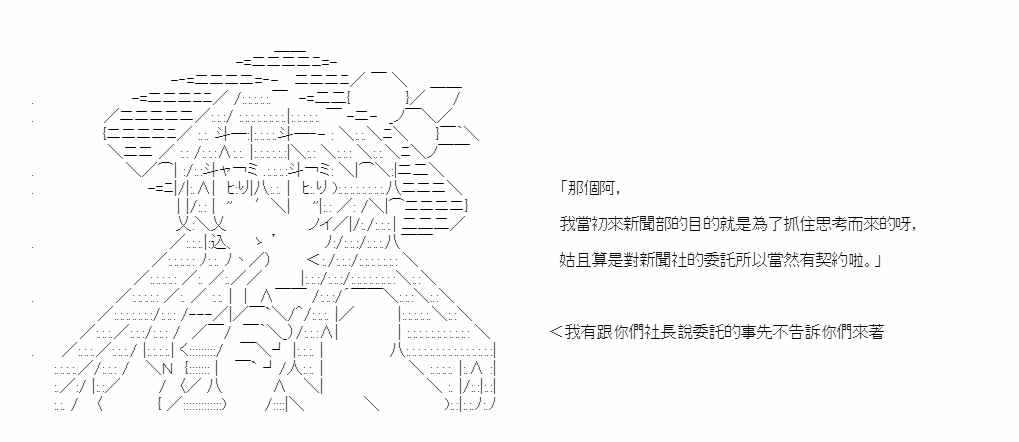 「那個阿,
我當初來新聞部的目的就是為了抓住思考而來的呀,
姑且算是對新聞社的委託所以當然有契約啦。」
＜我有跟你們社長說委託的事先不告訴你們來著